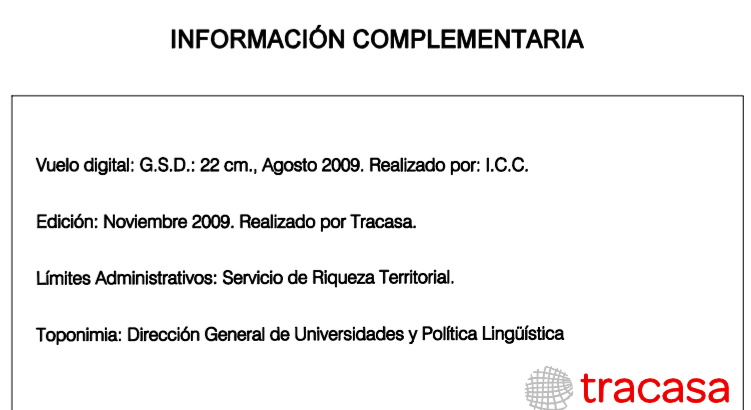 INFORMACIÓN COMPLEMENTARIA
Vuelo digital: G.S.D.: 22 cm., Agosto 2009. Realizado por: I.C.C.
Edición: Noviembre 2009. Realizado por Tracasa.
Límites Administrativos: Servicio de Riqueza Territorial.
Toponimia: Dirección General de Universidades y Política Lingüística
tracasa